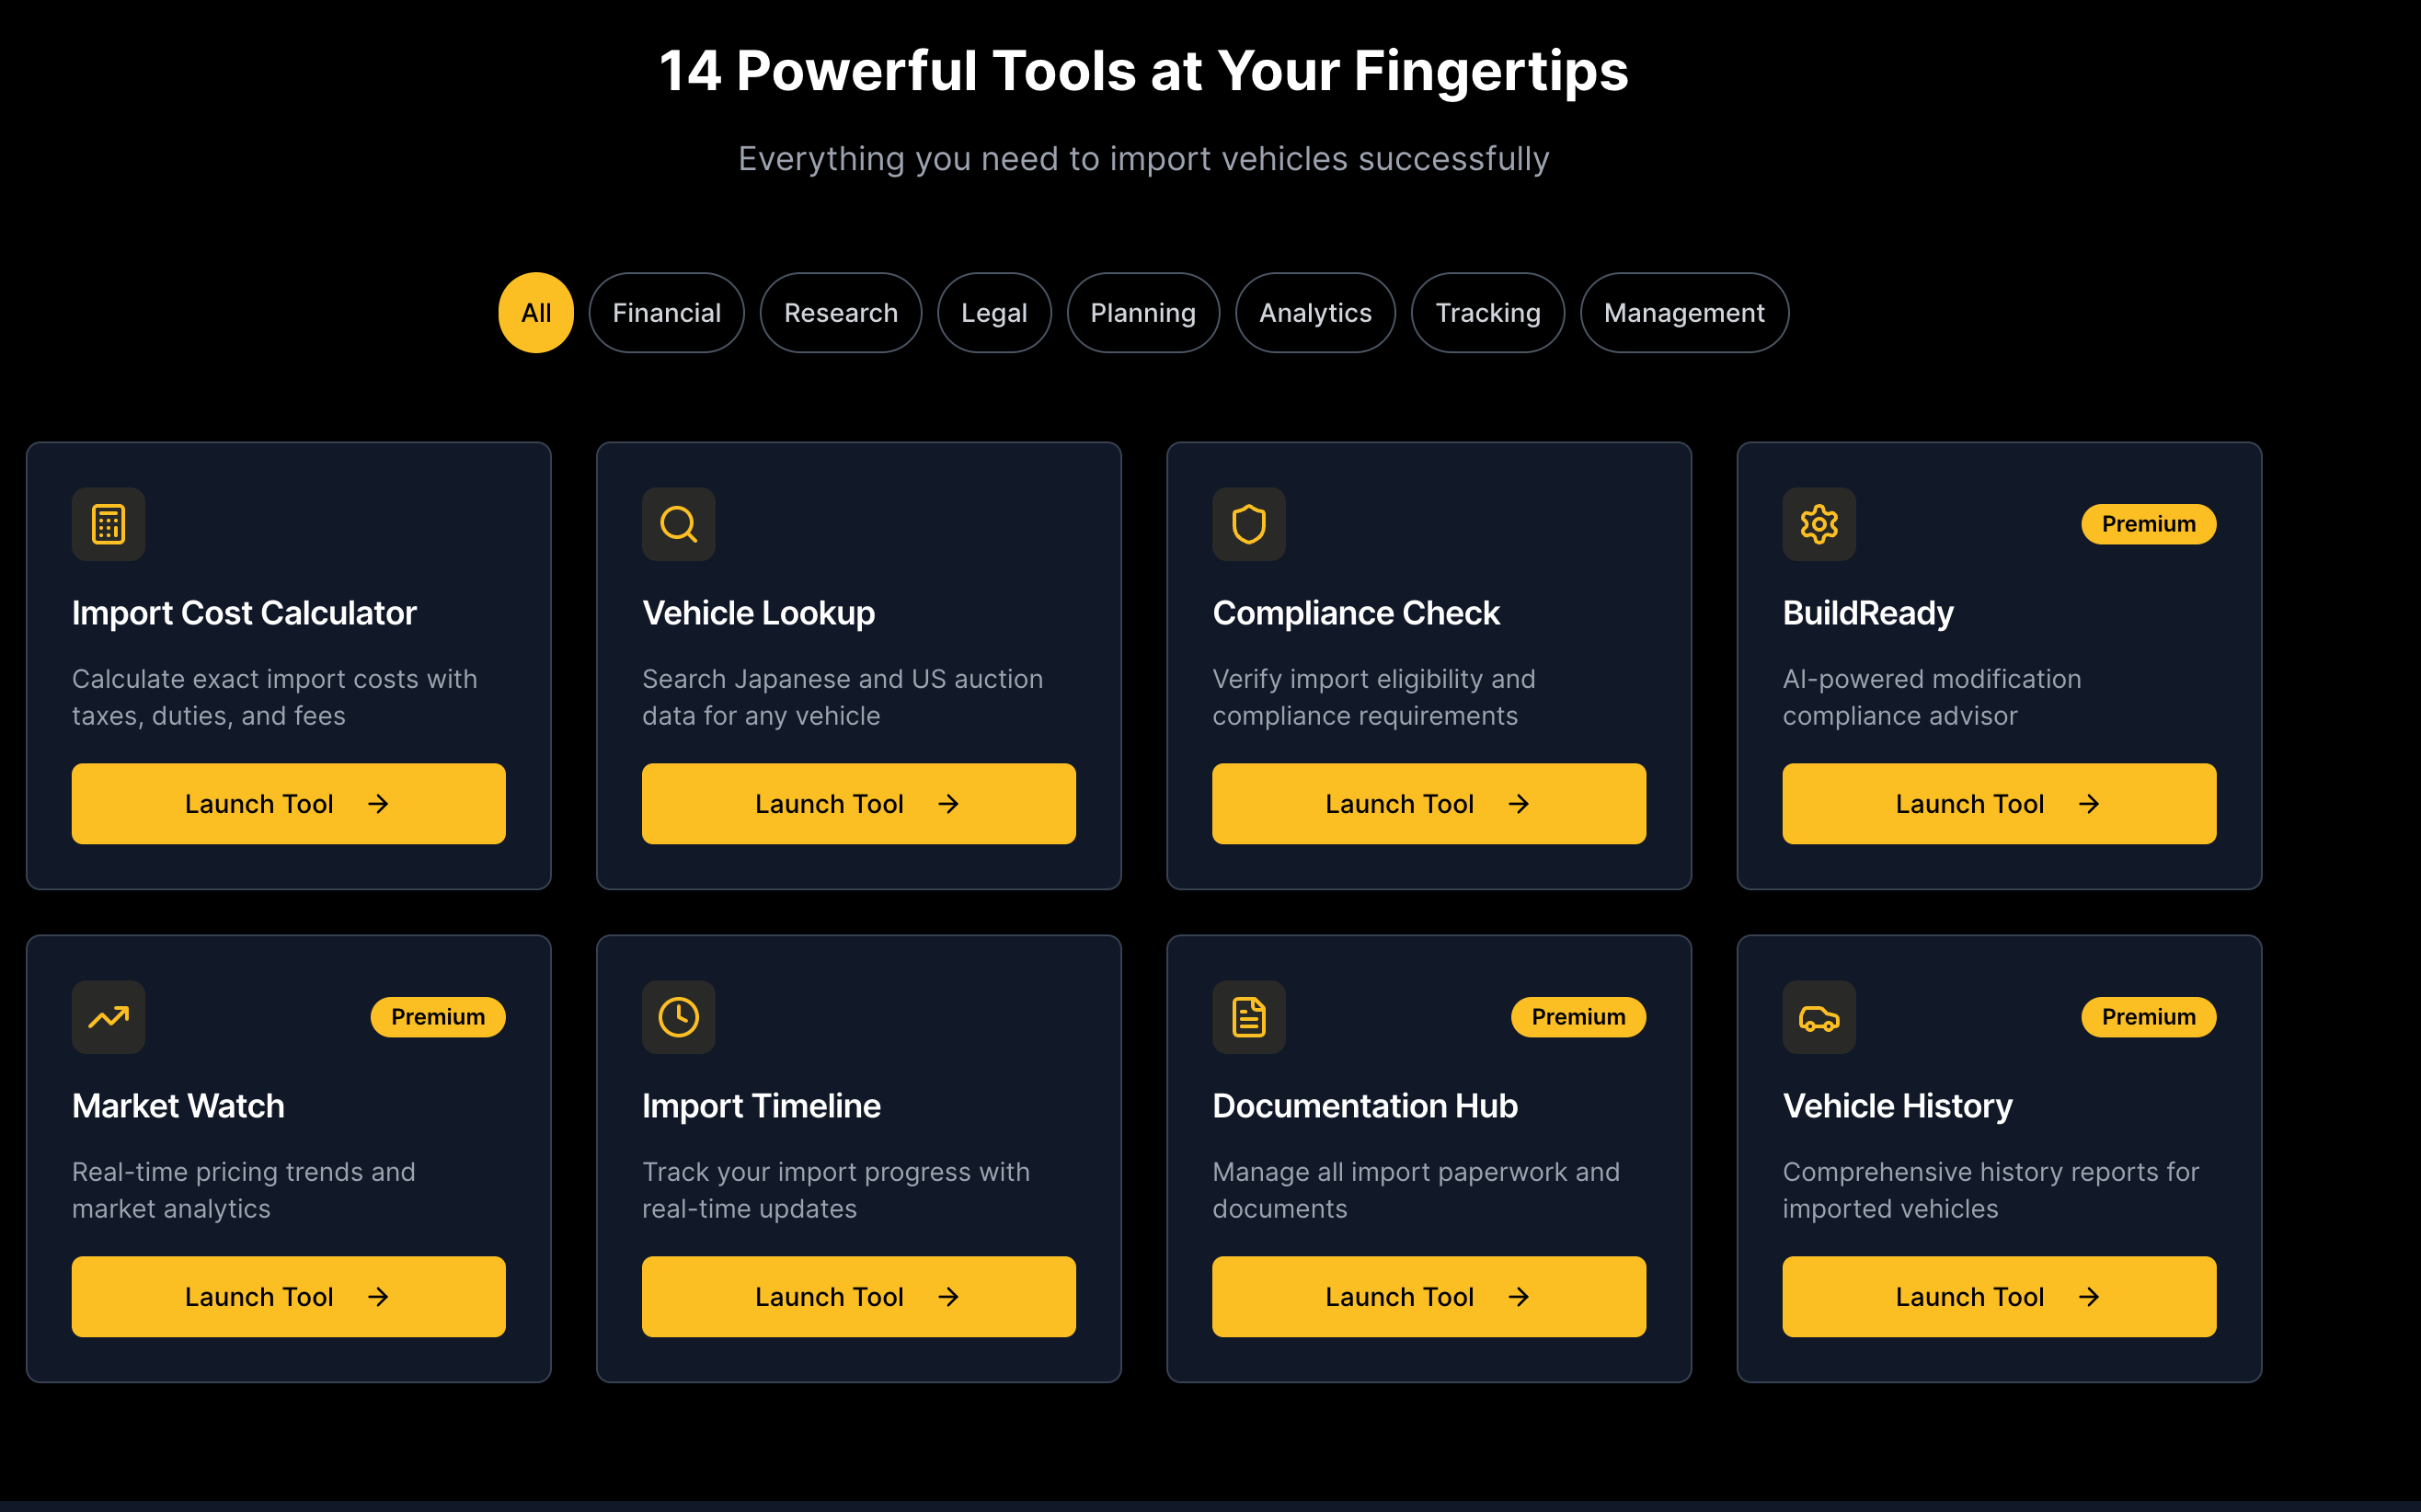 14 Powerful Tools at Your Fingertips
Everything you need to import vehicles successfully
All Financial Research Legal Planning Analytics Tracking Management
Import Cost Calculator
Calculate exact import costs with
taxes, duties, and fees
Launch Tool
Vehicle Lookup
Search Japanese and US auction
data for any vehicle
Launch Tool
Compliance Check
Verify import eligibility and
compliance requirements
Launch Tool
Premium
BuildReady
AI-powered modification
compliance advisor
Launch Tool
Premium
Market Watch
Real-time pricing trends and
market analytics
Launch Tool
Import Timeline
Track your import progress with
real-time updates
Launch Tool
Premium
Documentation Hub
Manage all import paperwork and
documents
Launch Tool
Premium
Vehicle History
Comprehensive history reports for
imported vehicles
Launch Tool